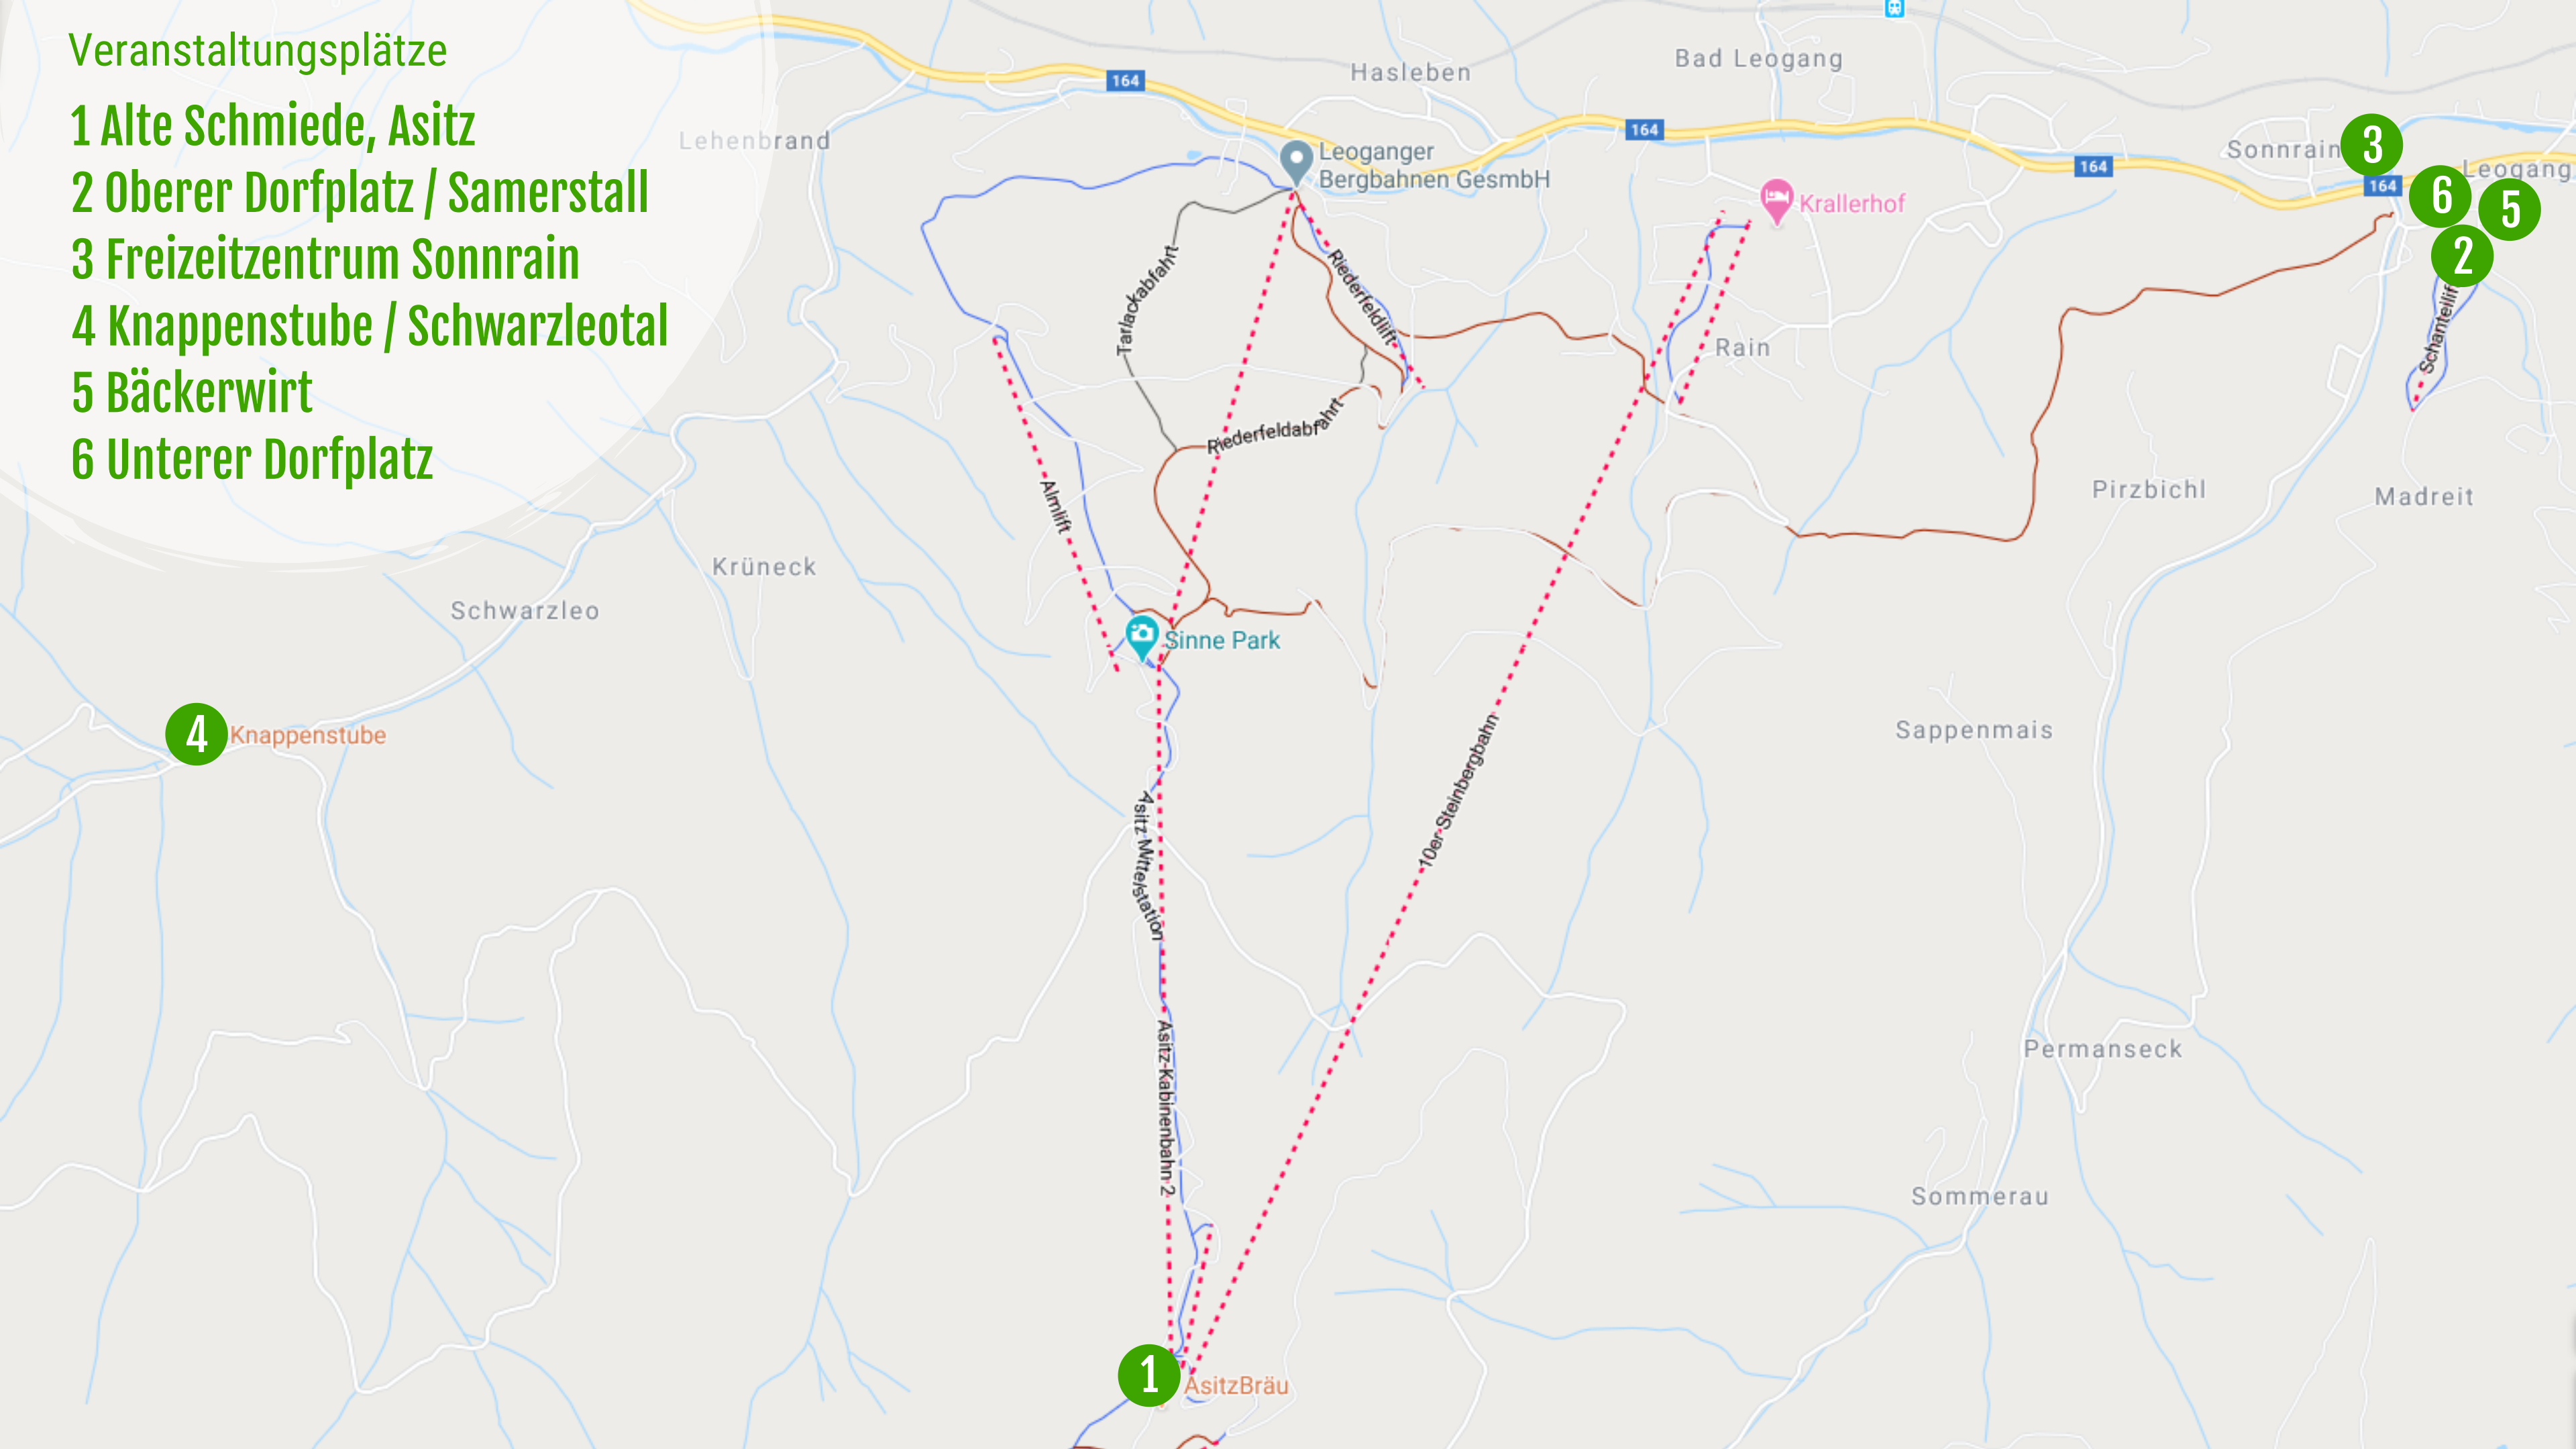 Veranstaltungsplätze
1 Alte Schmiede, Asitz
2 Oberer Dorfplatz / Samerstall
3 Freizeitzentrum Sonnrain
4 Knappenstube / Schwarzleotal
5 Bäckerwirt
6 Unterer Dorfplatz
Hasleben
Bad Leogang
164
Lehenbrand
164
Leoganger
Bergbahnen GesmbH
Sonnrain
3
164
Leogang
164
6
5
Krallerhof
2
Tarlackabfahrt
Riederfeldlift
Rain
Schantenlift
Riederfeldabfahrt
Almlift
Pirzbichl
Madreit
Krüneck
Schwarzleo
Sinne Park
4
Knappenstube
Sappenmais
10er Steinbergbahn
Asitz Mittelstation
Permanseck
Asitz-Kabinenbahn 2
Sommerau
1
AsitzBräu